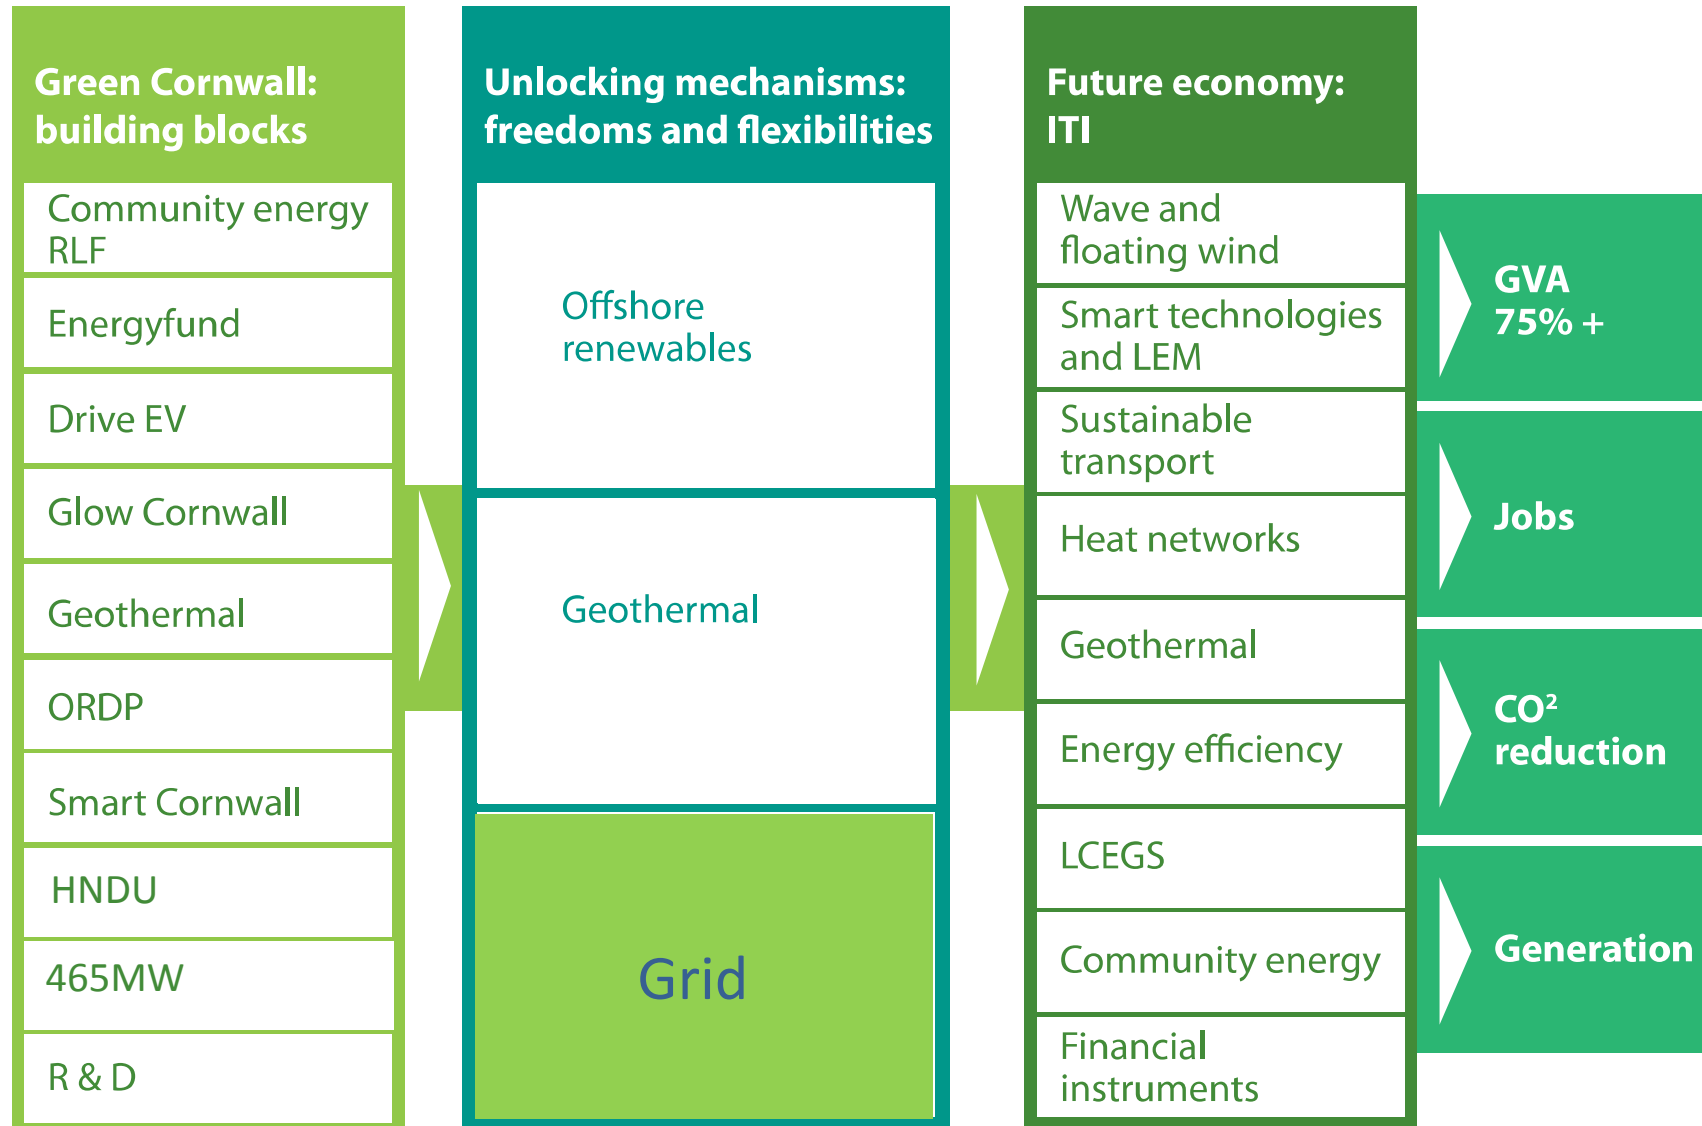 Green Cornwall:
building blocks
Community energy
RLF
Energyfund
Drive EV
Glow Cornwall
Geothermal
ORDP
Smart Cornwall
HNDU
465MW
R & D
Unlocking mechanisms:
freedoms and flexibilities
Offshore
renewables
Geothermal
Grid
Future economy:
ITI
Wave and
floating wind
Smart technologies
and LEM
Sustainable
transport
Heat networks
Geothermal
Energy efficiency
LCEGS
Community energy
Financial
instruments
GVA
75% +
Jobs
CO²
reduction
Generation